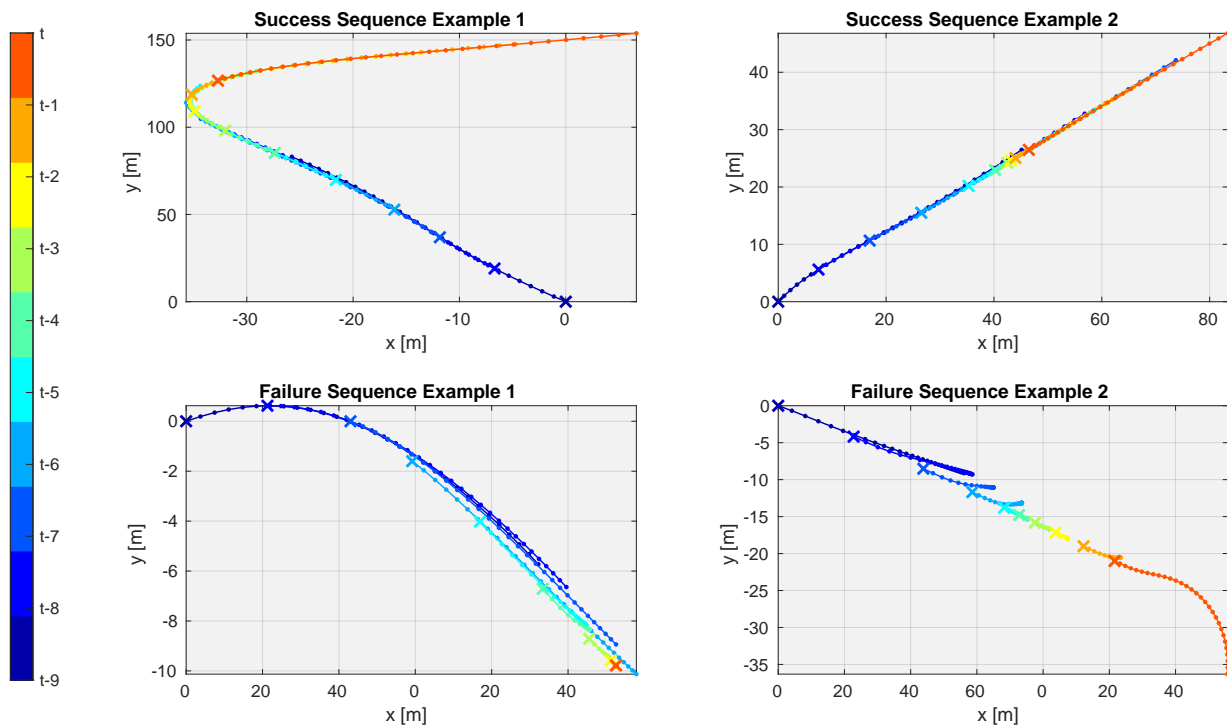 t
t-1
t-2
t-3
t-4
t-5
t-6
t-7
t-8
t-9
Success Sequence Example 1
150
100
50
0
y [m]
-30 -20 -10 0
x [m]
Success Sequence Example 2
40
30
20
10
0
y [m]
0 20 40 60 80
x [m]
Failure Sequence Example 1
0
-2
-4
-6
-8
-10
y [m]
0 20 40 0 20 40
x [m]
Failure Sequence Example 2
0
-5
-10
-15
-20
-25
-30
-35
y [m]
0 20 40 60 0 20 40
x [m]